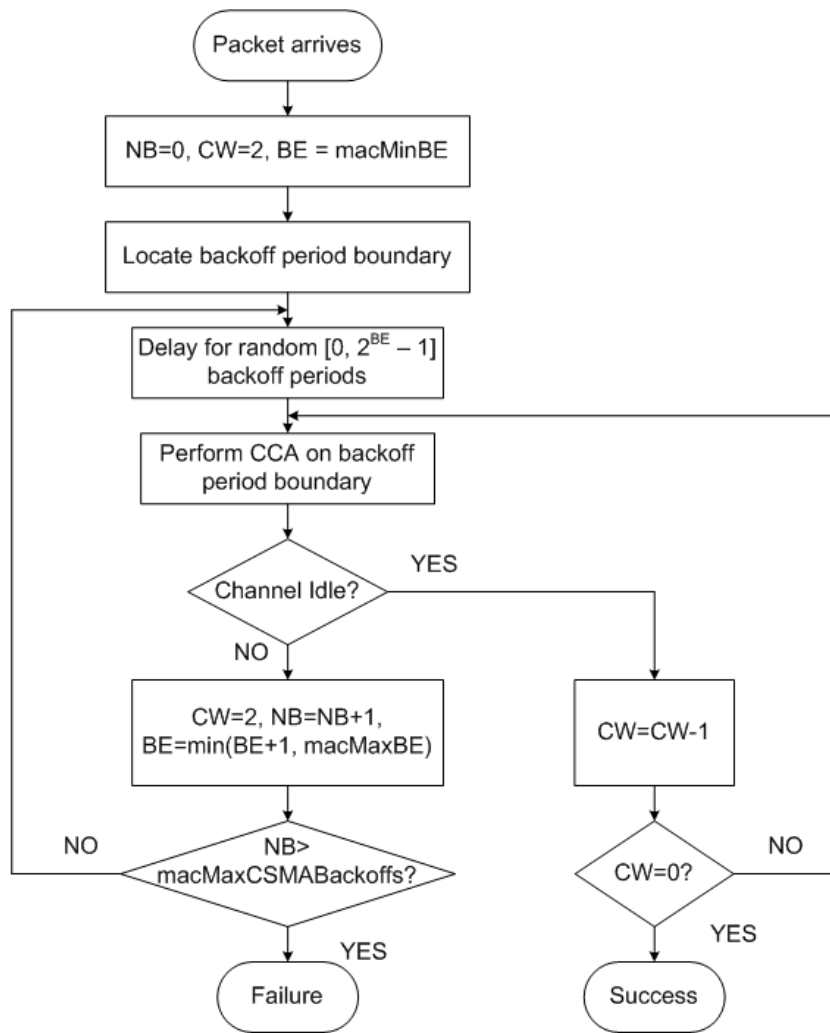 Packet arrives
NB=0, CW=2, BE = macMinBE
Locate backoff period boundary
Delay for random [0, 2^BE – 1]
backoff periods
Perform CCA on backoff
period boundary
Channel Idle?
YES
NO
CW=2, NB=NB+1,
BE=min(BE+1, macMaxBE)
CW=CW-1
NO
NB>
macMaxCSMABackoffs?
YES
CW=0?
NO
YES
Failure
Success